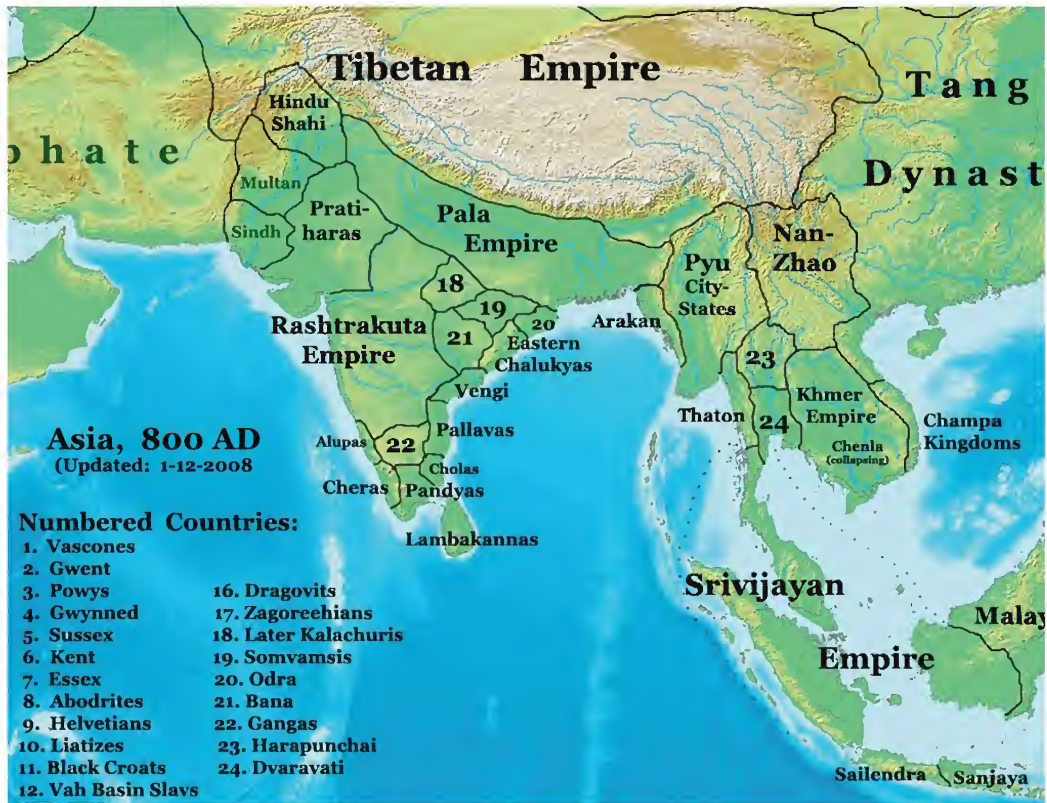 Tibetan Empire
Tang
Dynast
Hindu
Shahi
phate
Multan
Prati-
haras
Sindh
Pala
Empire
Nan-
Zhao
Pyu
City-
States
18
19
20
21
Rashtrakuta
Empire
Arakan
Eastern
Chalukyas
23
Vengi
Khmer
Empire
Thaton
24
Champa
Kingdoms
Chenla
(collapsing)
Asia, 800 AD
(Updated: 1-12-2008
Alupas
22
Pallavas
Cholas
Cheras
Pandyas
Lambakannas
Numbered Countries:
1. Vascones
2. Gwent
3. Powys
4. Gwynned
5. Sussex
6. Kent
7. Essex
8. Abodrites
9. Helvetians
10. Liatizes
11. Black Croats
12. Vah Basin Slavs
16. Dragovits
17. Zagoreehians
18. Later Kalachuris
19. Somvamsis
20. Odra
21. Bana
22. Gangas
23. Harapunchai
24. Dvaravati
Srivijayan
Empire
Malay
Sailendra
Sanjaya